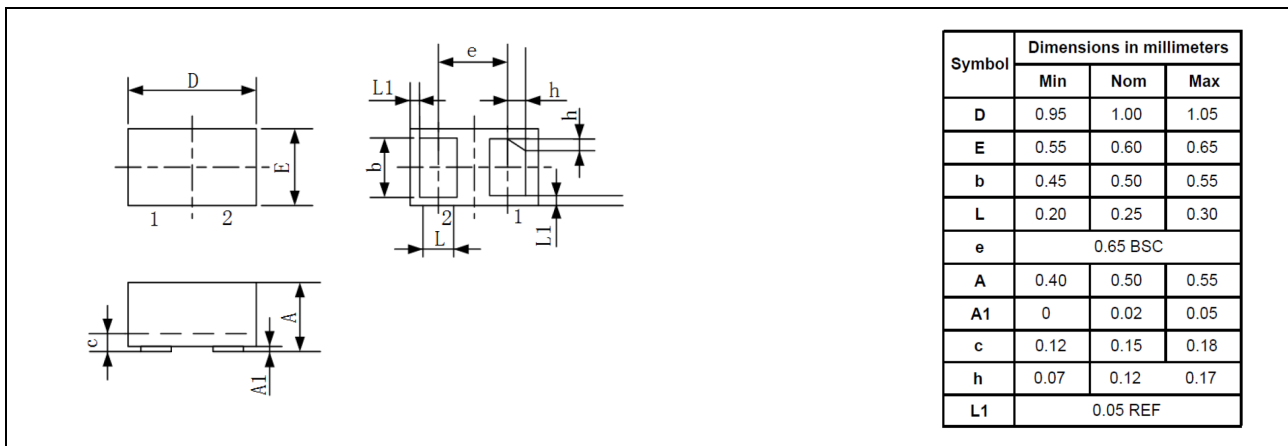 D
E
1 2
e
L1
h
h
b
2 1
L
L1
A
c
A1
Symbol Dimensions in millimeters
Min Nom Max
D 0.95 1.00 1.05
E 0.55 0.60 0.65
b 0.45 0.50 0.55
L 0.20 0.25 0.30
e 0.65 BSC
A 0.40 0.50 0.55
A1 0 0.02 0.05
c 0.12 0.15 0.18
h 0.07 0.12 0.17
L1 0.05 REF